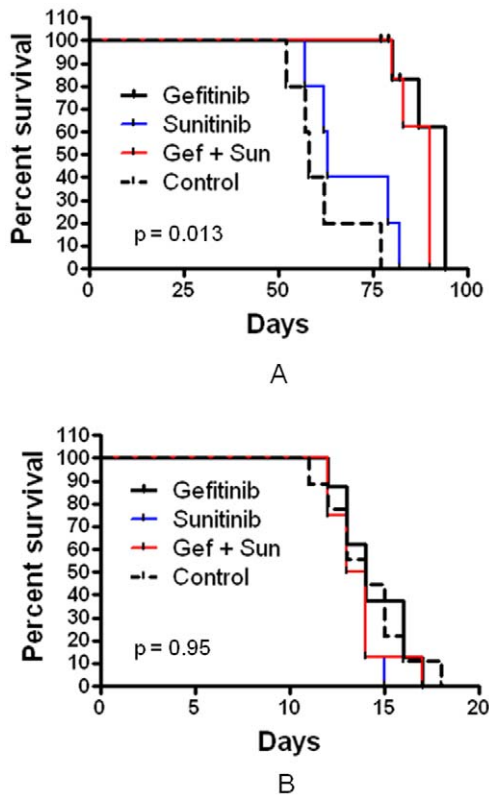 110
100
90
80
70
60
50
40
30
20
10
0
Percent survival
Gefitinib
Sunitinib
Gef + Sun
Control
p = 0.013
0 25 50 75 100
Days
A
110
100
90
80
70
60
50
40
30
20
10
0
Percent survival
Gefitinib
Sunitinib
Gef + Sun
Control
p = 0.95
0 5 10 15 20
Days
B